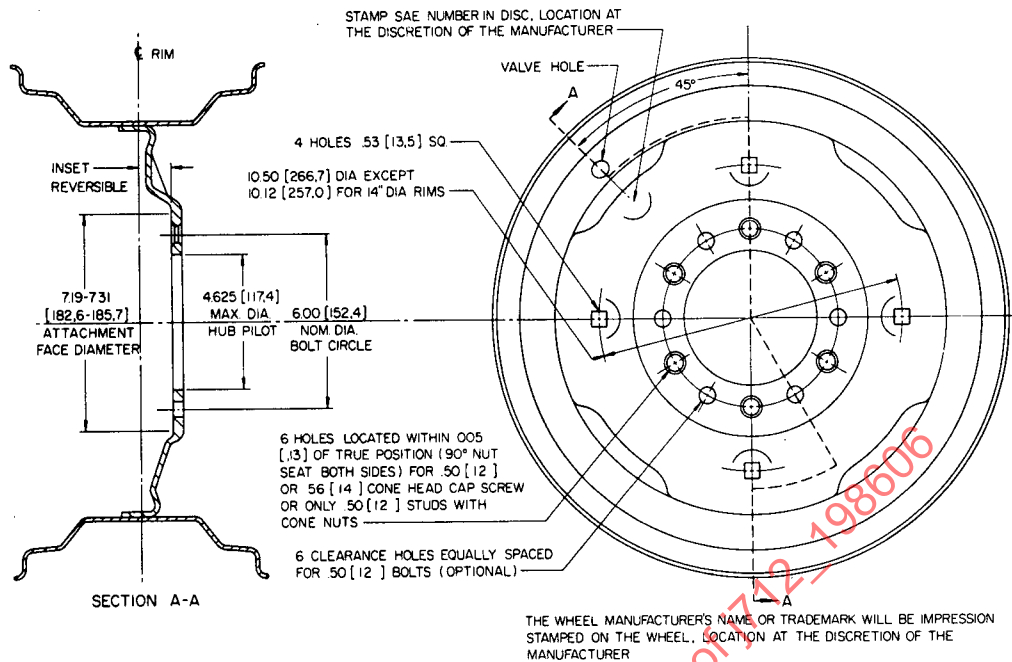 STAMP SAE NUMBER IN DISC, LOCATION AT
THE DISCRETION OF THE MANUFACTURER
℄ RIM
VALVE HOLE
A
45°
4 HOLES .53 [13,5] SQ.
INSET
REVERSIBLE
10.50 [266,7] DIA EXCEPT
10.12 [257,0] FOR 14" DIA RIMS
7.19-7.31
[182,6-185,7]
ATTACHMENT
FACE DIAMETER
4.625 [117,4]
MAX. DIA.
HUB PILOT
6.00 [152,4]
NOM. DIA.
BOLT CIRCLE
6 HOLES LOCATED WITHIN .005
[,13] OF TRUE POSITION (90° NUT
SEAT BOTH SIDES) FOR .50 [12 ]
OR .56 [14 ] CONE HEAD CAP SCREW
OR ONLY .50 [12 ] STUDS WITH
CONE NUTS
6 CLEARANCE HOLES EQUALLY SPACED
FOR .50 [12 ] BOLTS (OPTIONAL)
A
SECTION A-A
THE WHEEL MANUFACTURER'S NAME OR TRADEMARK WILL BE IMPRESSION
STAMPED ON THE WHEEL, LOCATION AT THE DISCRETION OF THE
MANUFACTURER
of j712_198606